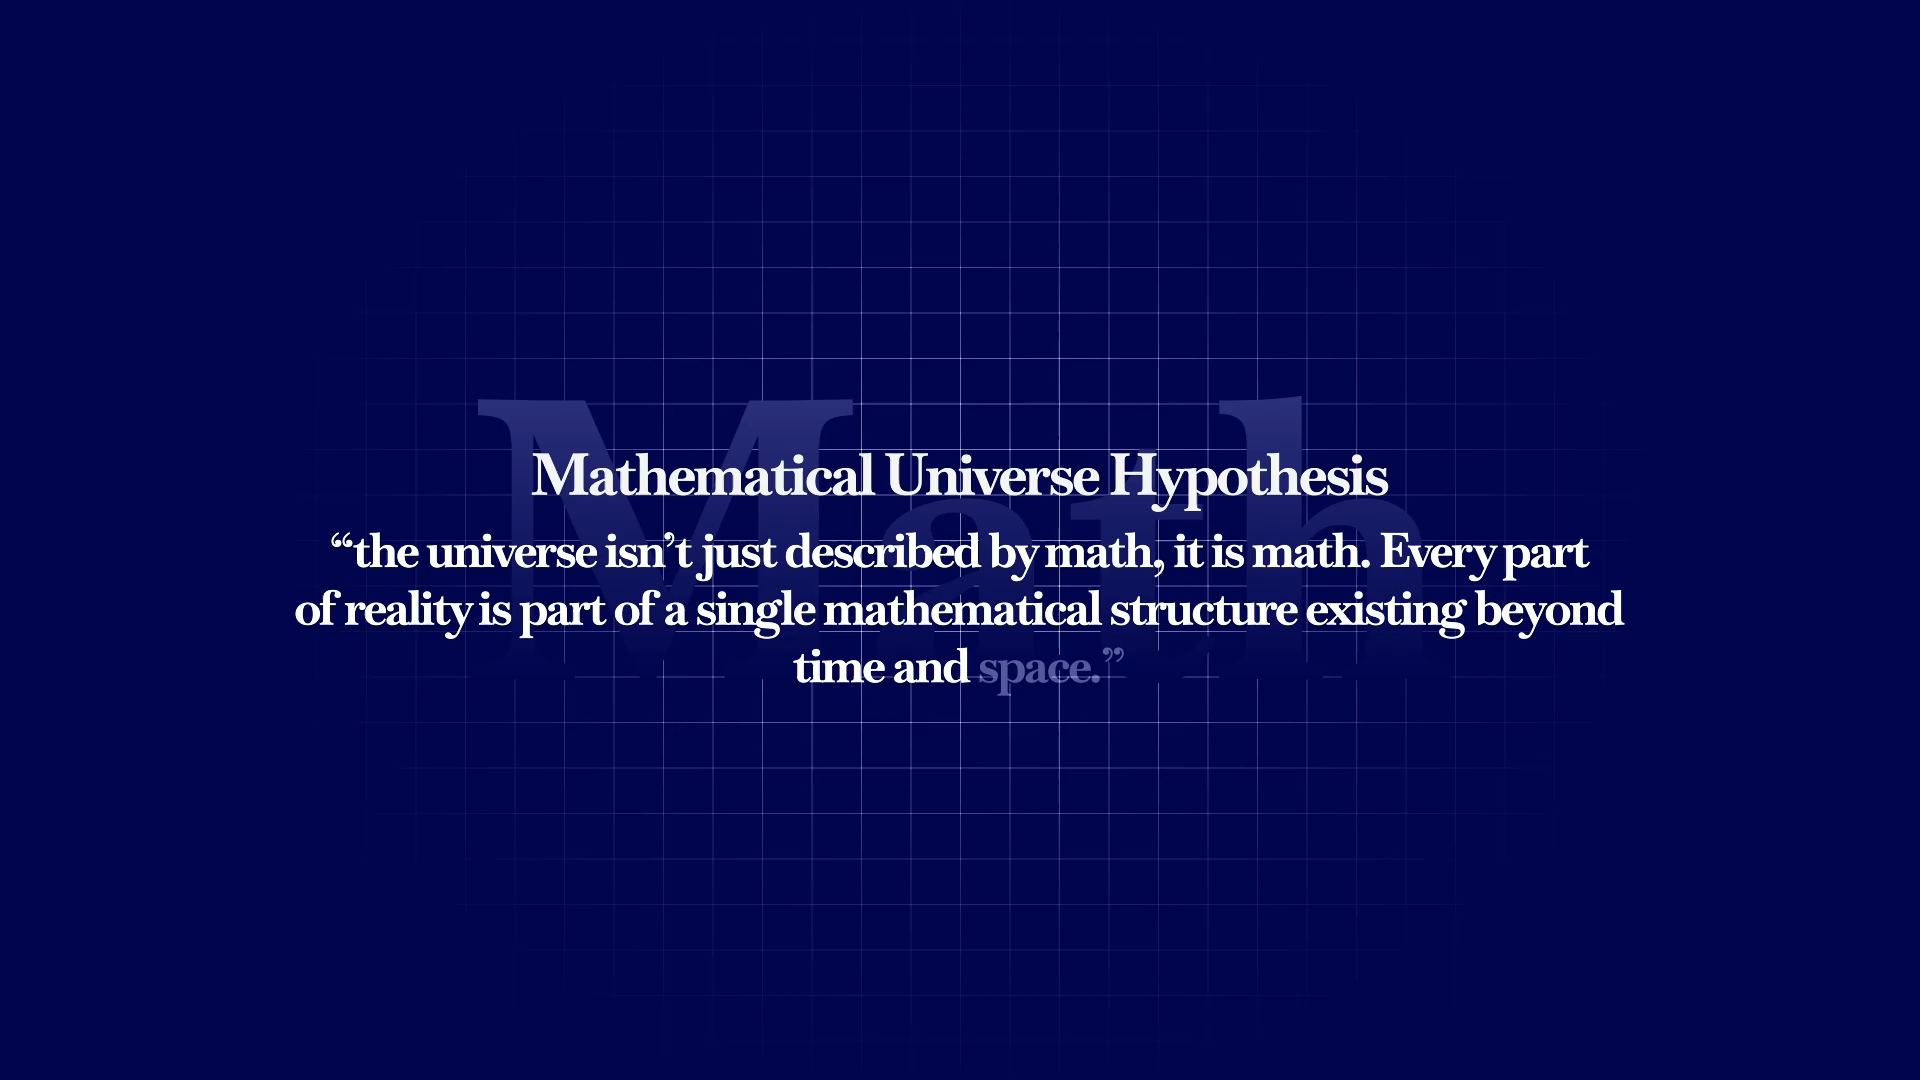 Math
Mathematical Universe Hypothesis
“the universe isn’t just described by math, it is math. Every part
of reality is part of a single mathematical structure existing beyond
time and space.”